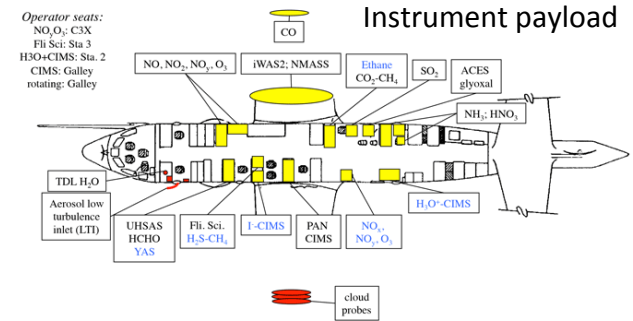 Instrument payload
Operator seats:
NOyO3: C3X
Fli Sci: Sta 3
H3O+CIMS: Sta. 2
CIMS: Galley
rotating: Galley
CO
NO, NO2, NOy, O3
iWAS2; NMASS
Ethane
CO2-CH4
SO2
ACES
glyoxal
NH3; HNO3
TDL H2O
Aerosol low
turbulence
inlet (LTI)
UHSAS
HCHO
YAS
Fli. Sci.
H2S-CH4
I--CIMS
PAN
CIMS
NOx,
NOy, O3
H3O+-CIMS
cloud
probes